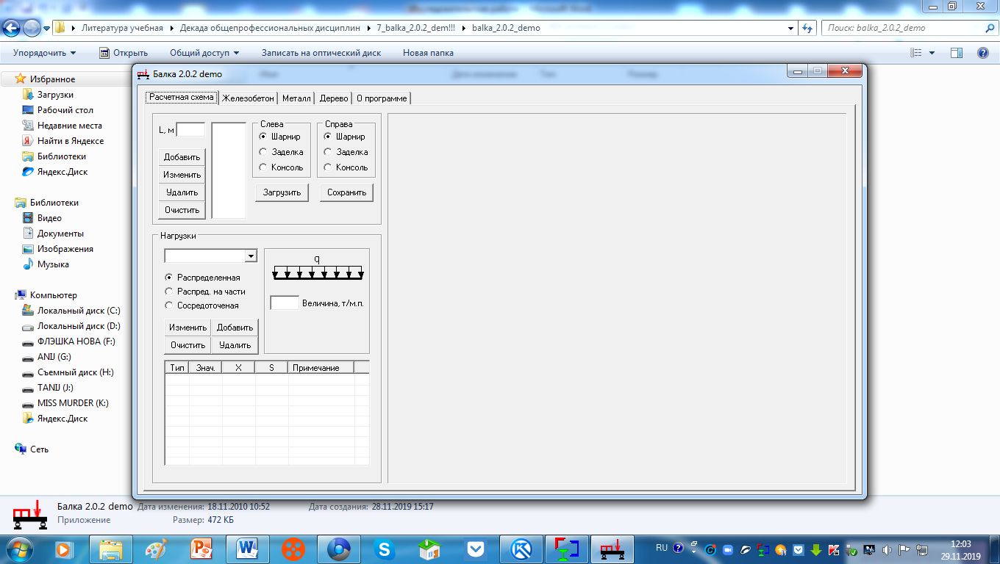 Литература учебная ▸ Декада общепрофессиональных дисциплин ▸ 7_balka_2.0.2_dem!!! ▸ balka_2.0.2_demo
Поиск: balka_2.0.2_demo
Упорядочить Открыть Общий доступ Записать на оптический диск Новая папка
Избранное
Загрузки
Рабочий стол
Недавние места
Найти в Яндексе
Библиотеки
Яндекс.Диск
Библиотеки
Видео
Документы
Изображения
Музыка
Компьютер
Локальный диск (C:)
Локальный диск (D:)
ФЛЭШКА НОВА (F:)
ANIJ (G:)
Съемный диск (H:)
TANIJ (J:)
MISS MURDER (K:)
Яндекс.Диск
Сеть
Балка 2.0.2 demo
Расчетная схема Железобетон Металл Дерево О программе
L, м
Добавить
Изменить
Удалить
Очистить
Слева
Шарнир
Заделка
Консоль
Загрузить
Справа
Шарнир
Заделка
Консоль
Сохранить
Нагрузки
Распределенная
Распред. на части
Сосредоточеная
Изменить Добавить
Очистить Удалить
q
Величина, т/м.п.
Тип Знач. X S Примечание
Балка 2.0.2 demo Дата изменения: 18.11.2010 10:52 Дата создания: 28.11.2019 15:17
Приложение Размер: 472 КБ
RU
12:03
29.11.2019